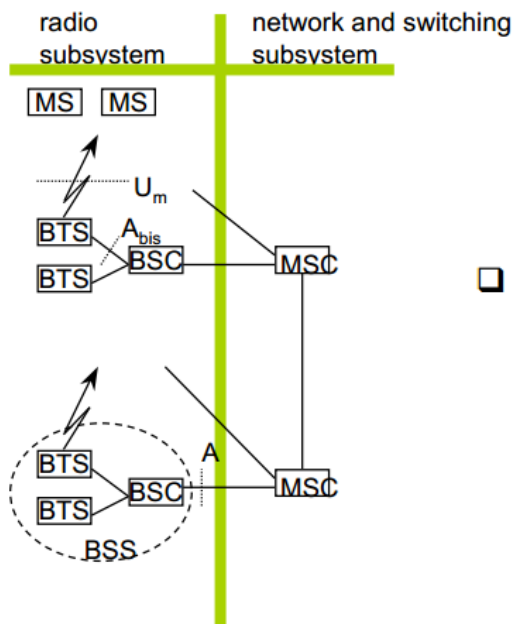 radio
subsystem
network and switching
subsystem
MS
MS
Um
BTS
Abis
BSC
MSC
BTS
A
BTS
BSC
MSC
BTS
BSS